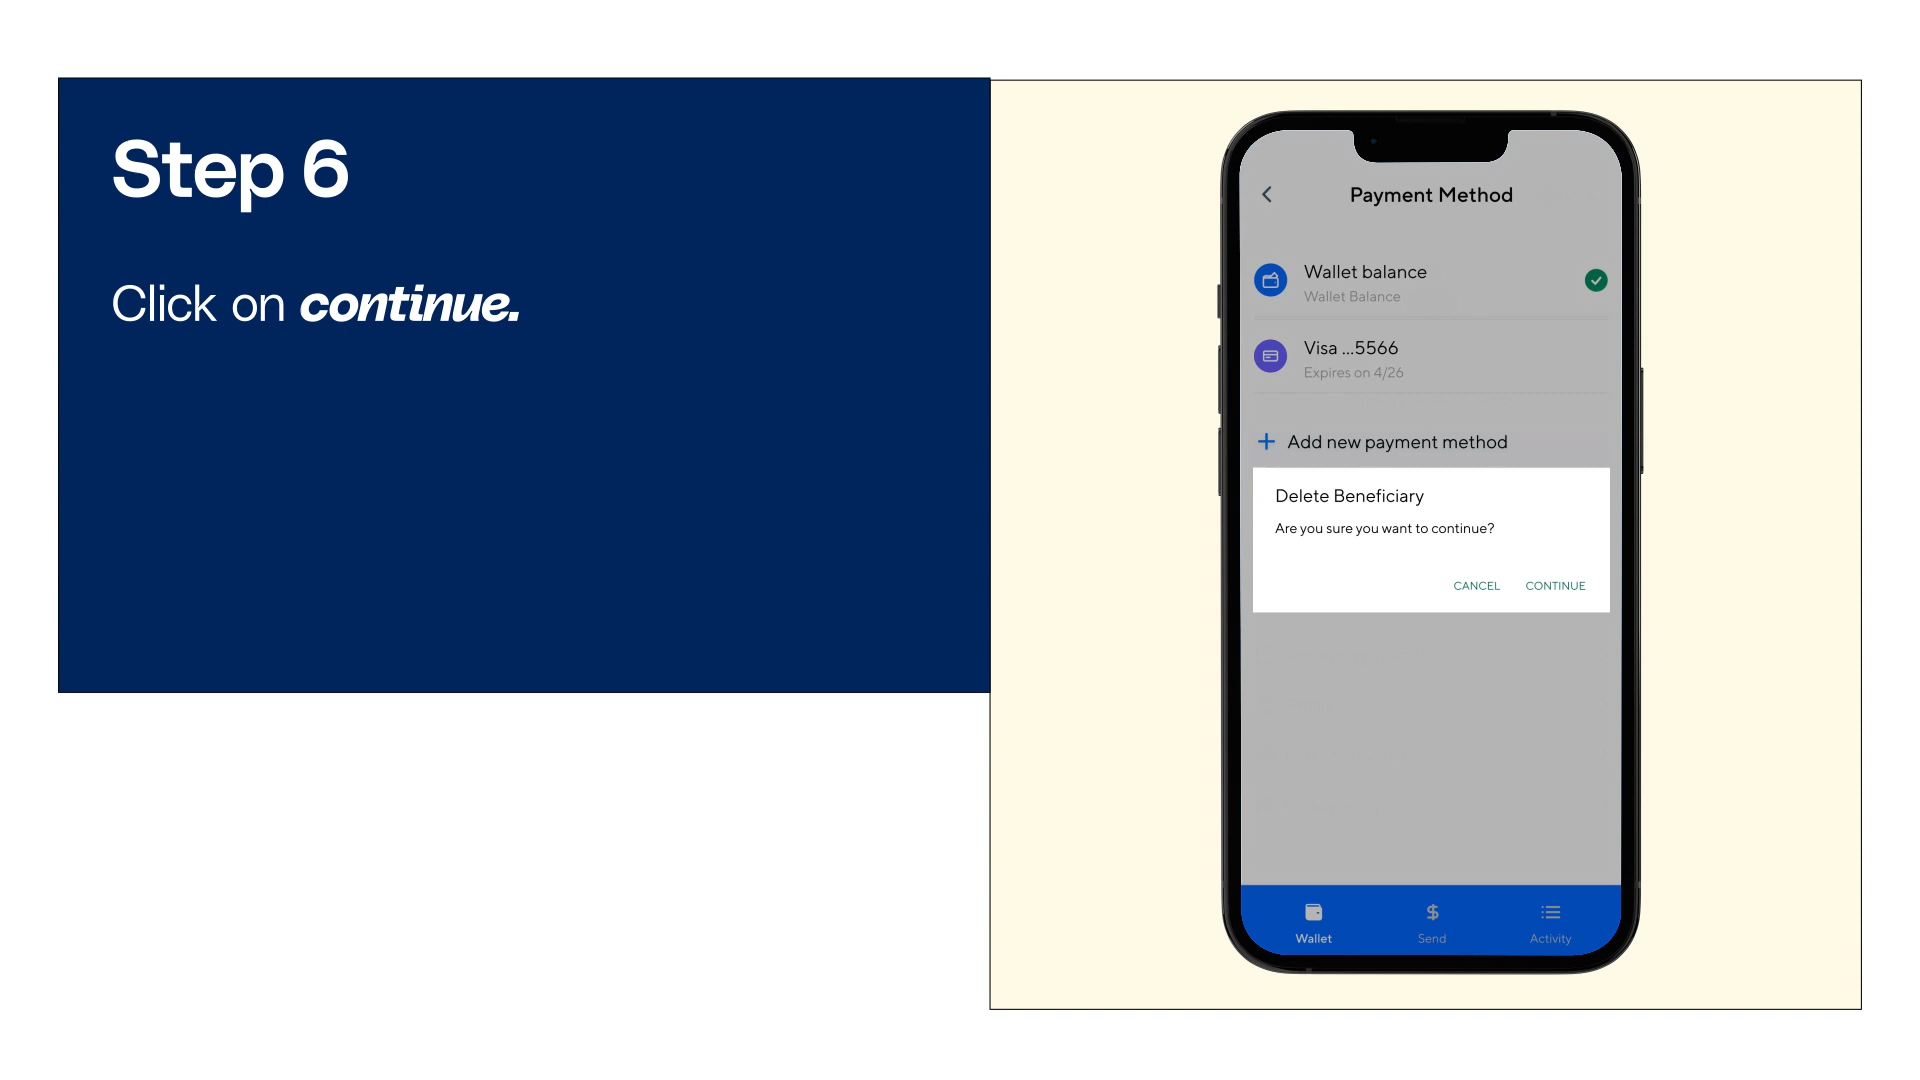 Step 6
Click on continue.
Payment Method
Wallet balance
Wallet Balance
Visa ...5566
Expires on 4/26
+ Add new payment method
Delete Beneficiary
Are you sure you want to continue?
CANCEL CONTINUE
Wallet Send Activity